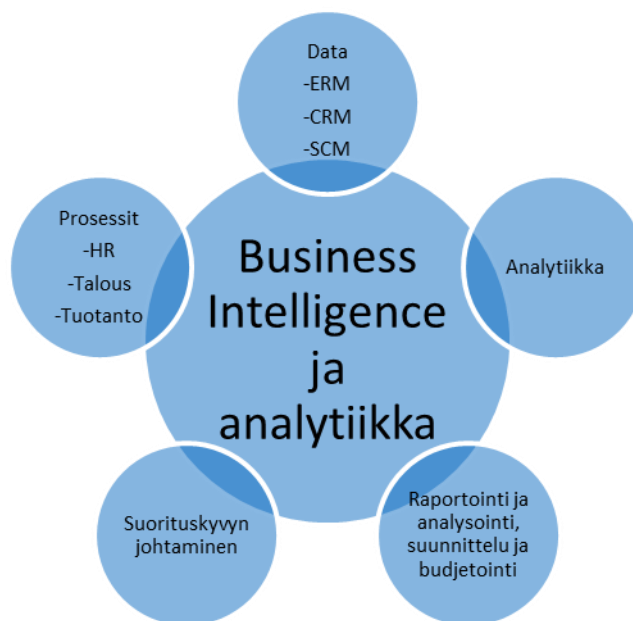 Data
-ERM
-CRM
-SCM
Prosessit
-HR
-Talous
-Tuotanto
Business
Intelligence
ja
analytiikka
Analytiikka
Suorituskyvyn
johtaminen
Raportointi ja
analysointi,
suunnittelu ja
budjetointi